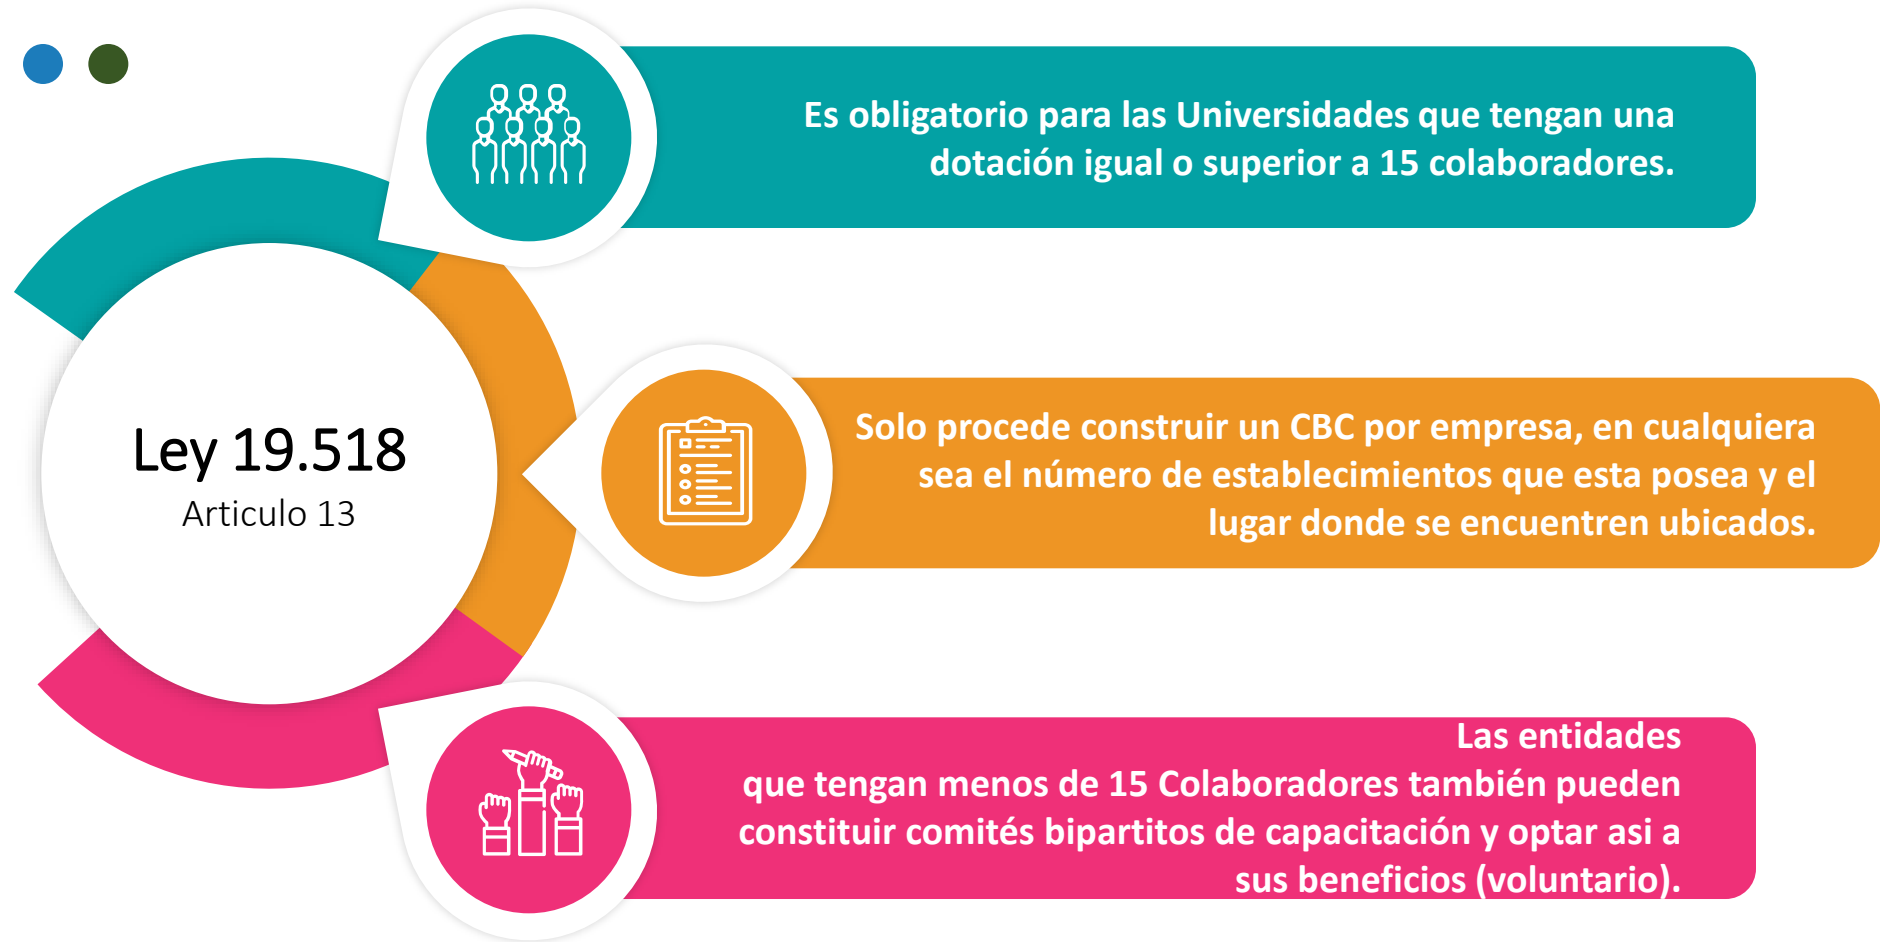 Es obligatorio para las Universidades que tengan una
dotación igual o superior a 15 colaboradores.
Ley 19.518
Articulo 13
Solo procede construir un CBC por empresa, en cualquiera
sea el número de establecimientos que esta posea y el
lugar donde se encuentren ubicados.
Las entidades
que tengan menos de 15 Colaboradores también pueden
constituir comités bipartitos de capacitación y optar asi a
sus beneficios (voluntario).